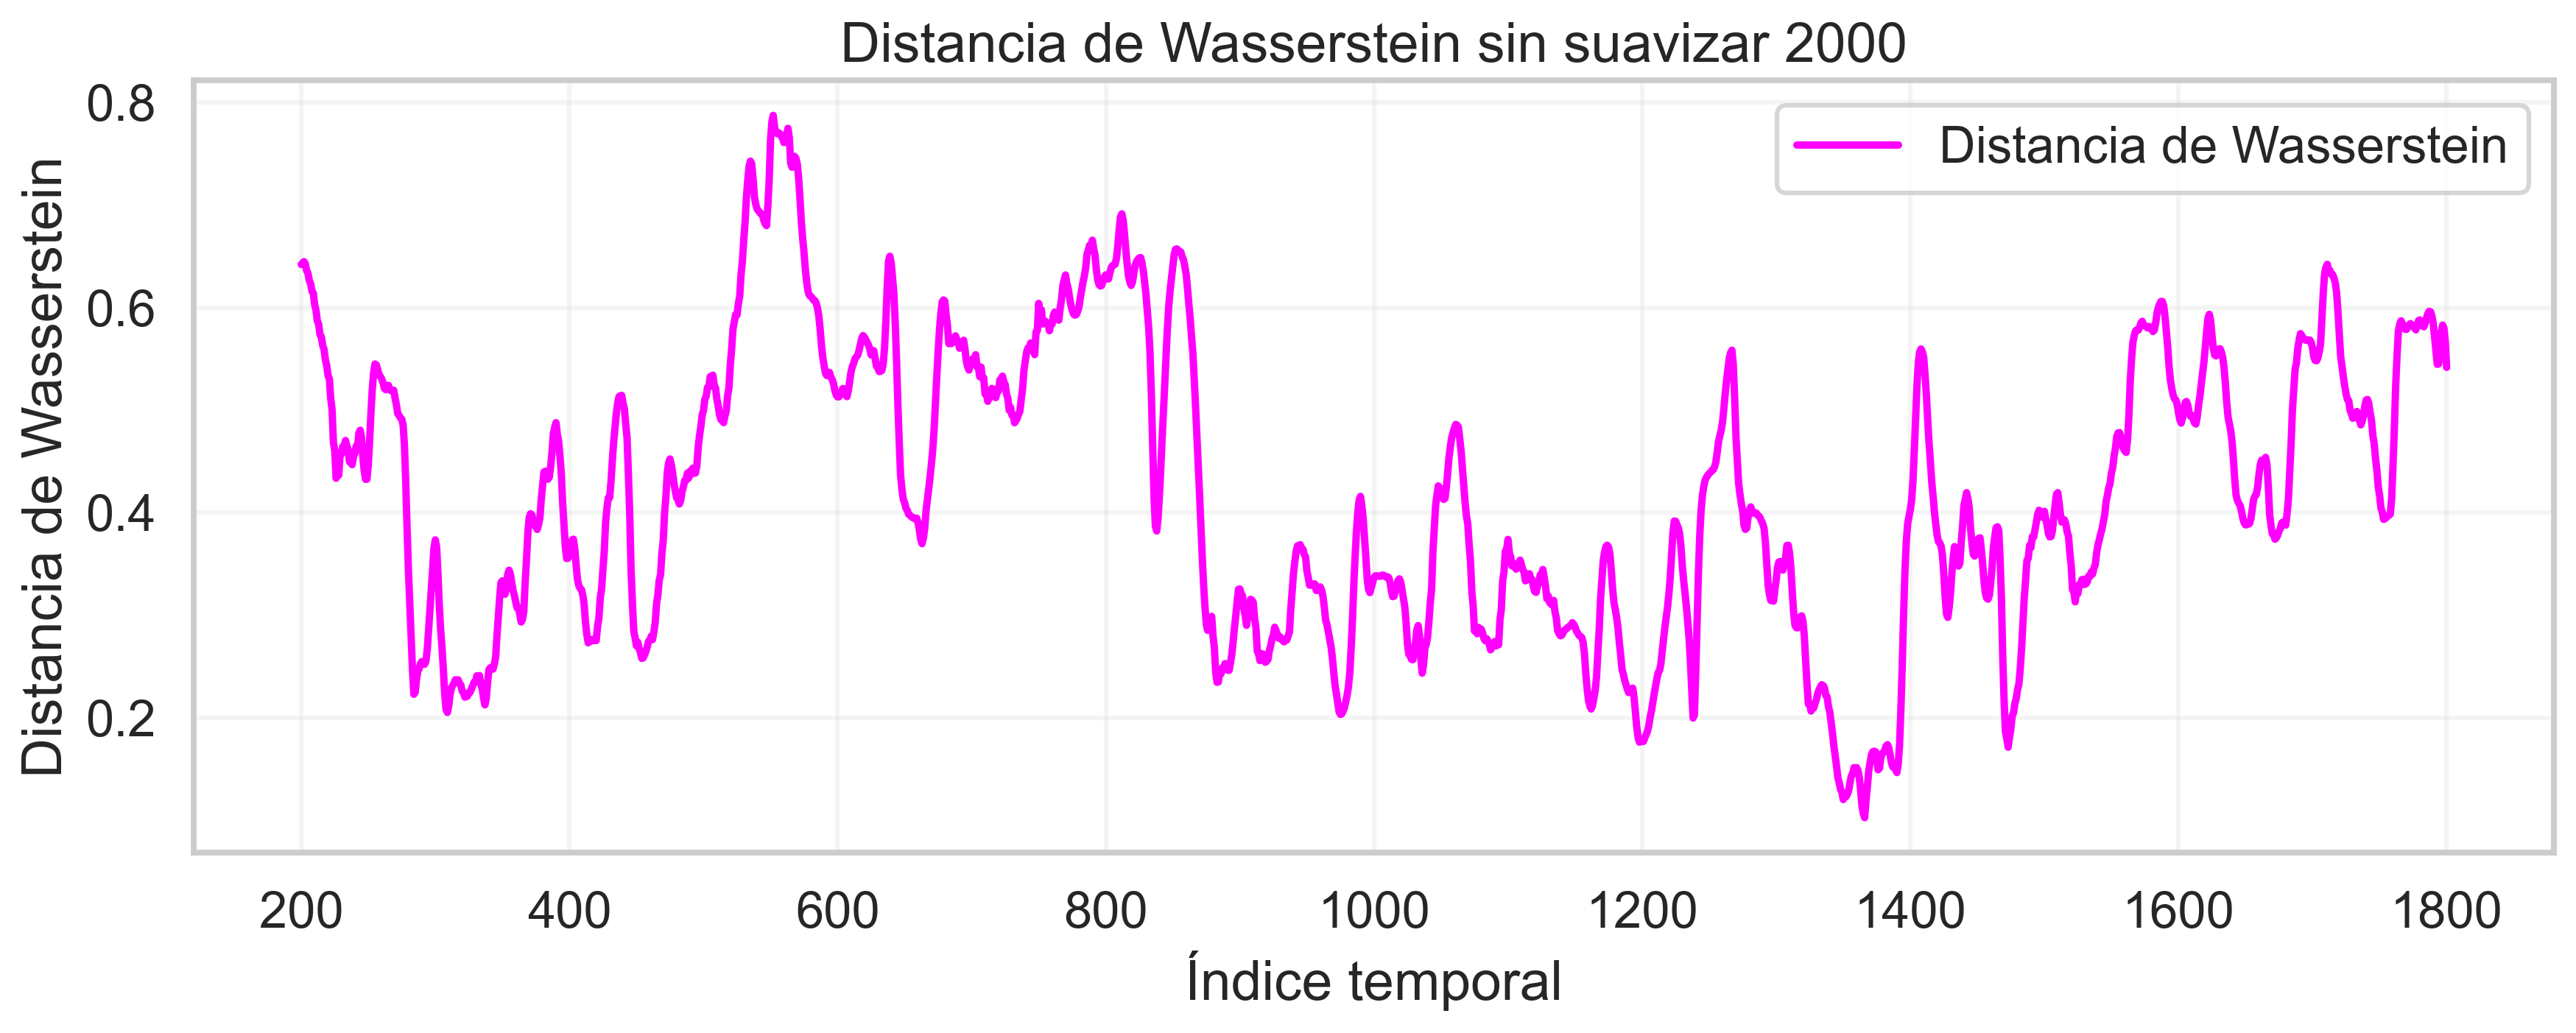 Distancia de Wasserstein sin suavizar 2000
Distancia de Wasserstein
0.8
0.6
0.4
0.2
Distancia de Wasserstein
200 400 600 800 1000 1200 1400 1600 1800
Índice temporal